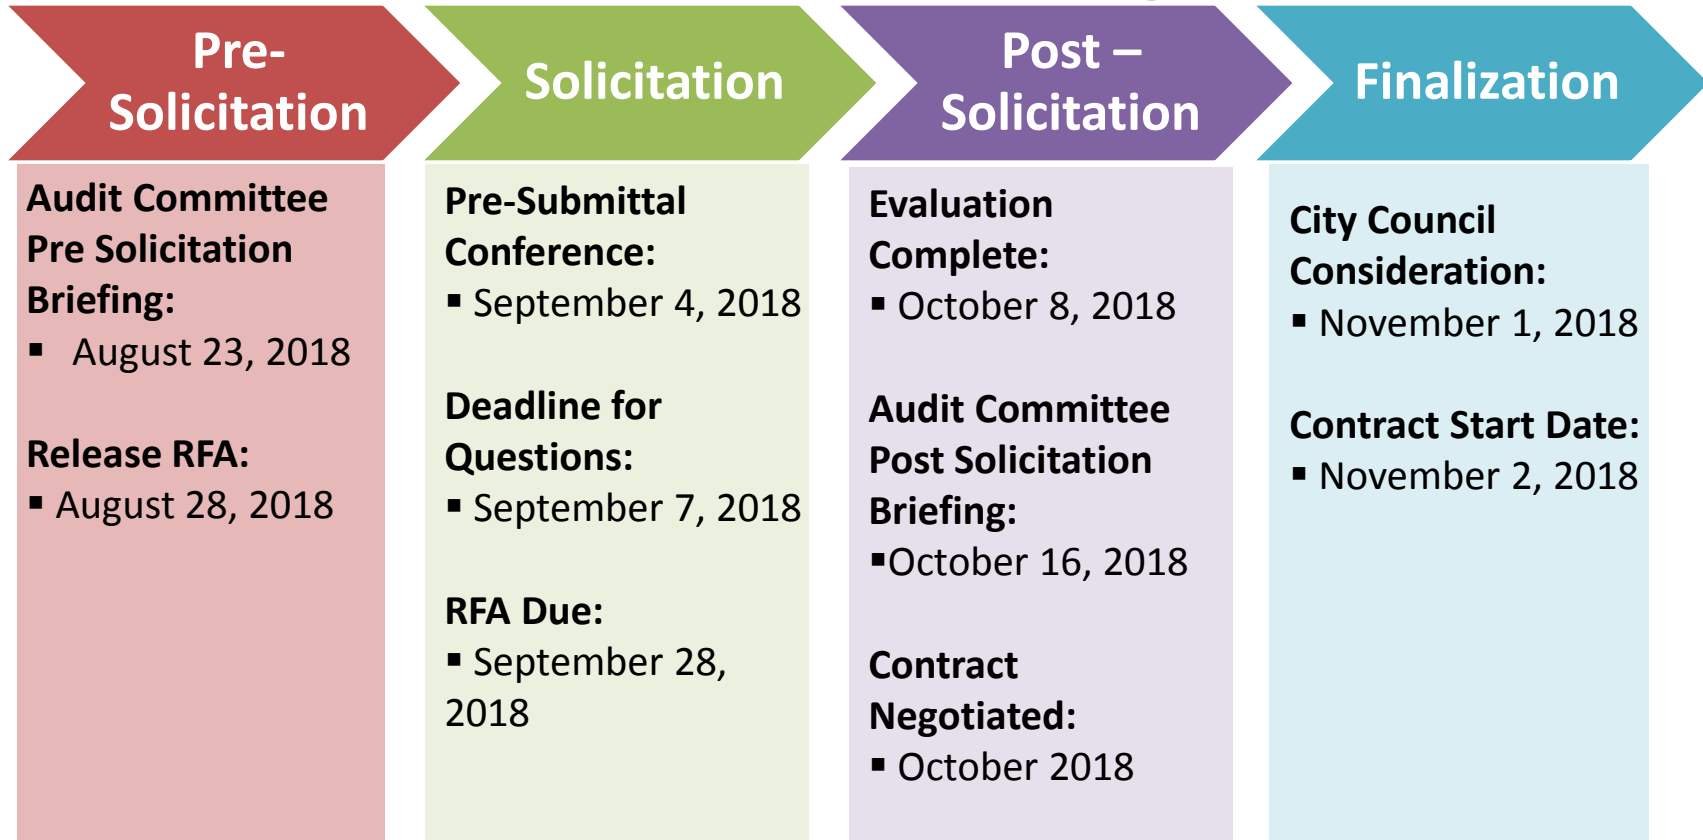 Pre-
Solicitation
Audit Committee
Pre Solicitation
Briefing:
▪ August 23, 2018
Release RFA:
▪ August 28, 2018
Solicitation
Pre-Submittal
Conference:
▪ September 4, 2018
Deadline for
Questions:
▪ September 7, 2018
RFA Due:
▪ September 28,
2018
Post –
Solicitation
Evaluation
Complete:
▪ October 8, 2018
Audit Committee
Post Solicitation
Briefing:
▪October 16, 2018
Contract
Negotiated:
▪ October 2018
Finalization
City Council
Consideration:
▪ November 1, 2018
Contract Start Date:
▪ November 2, 2018